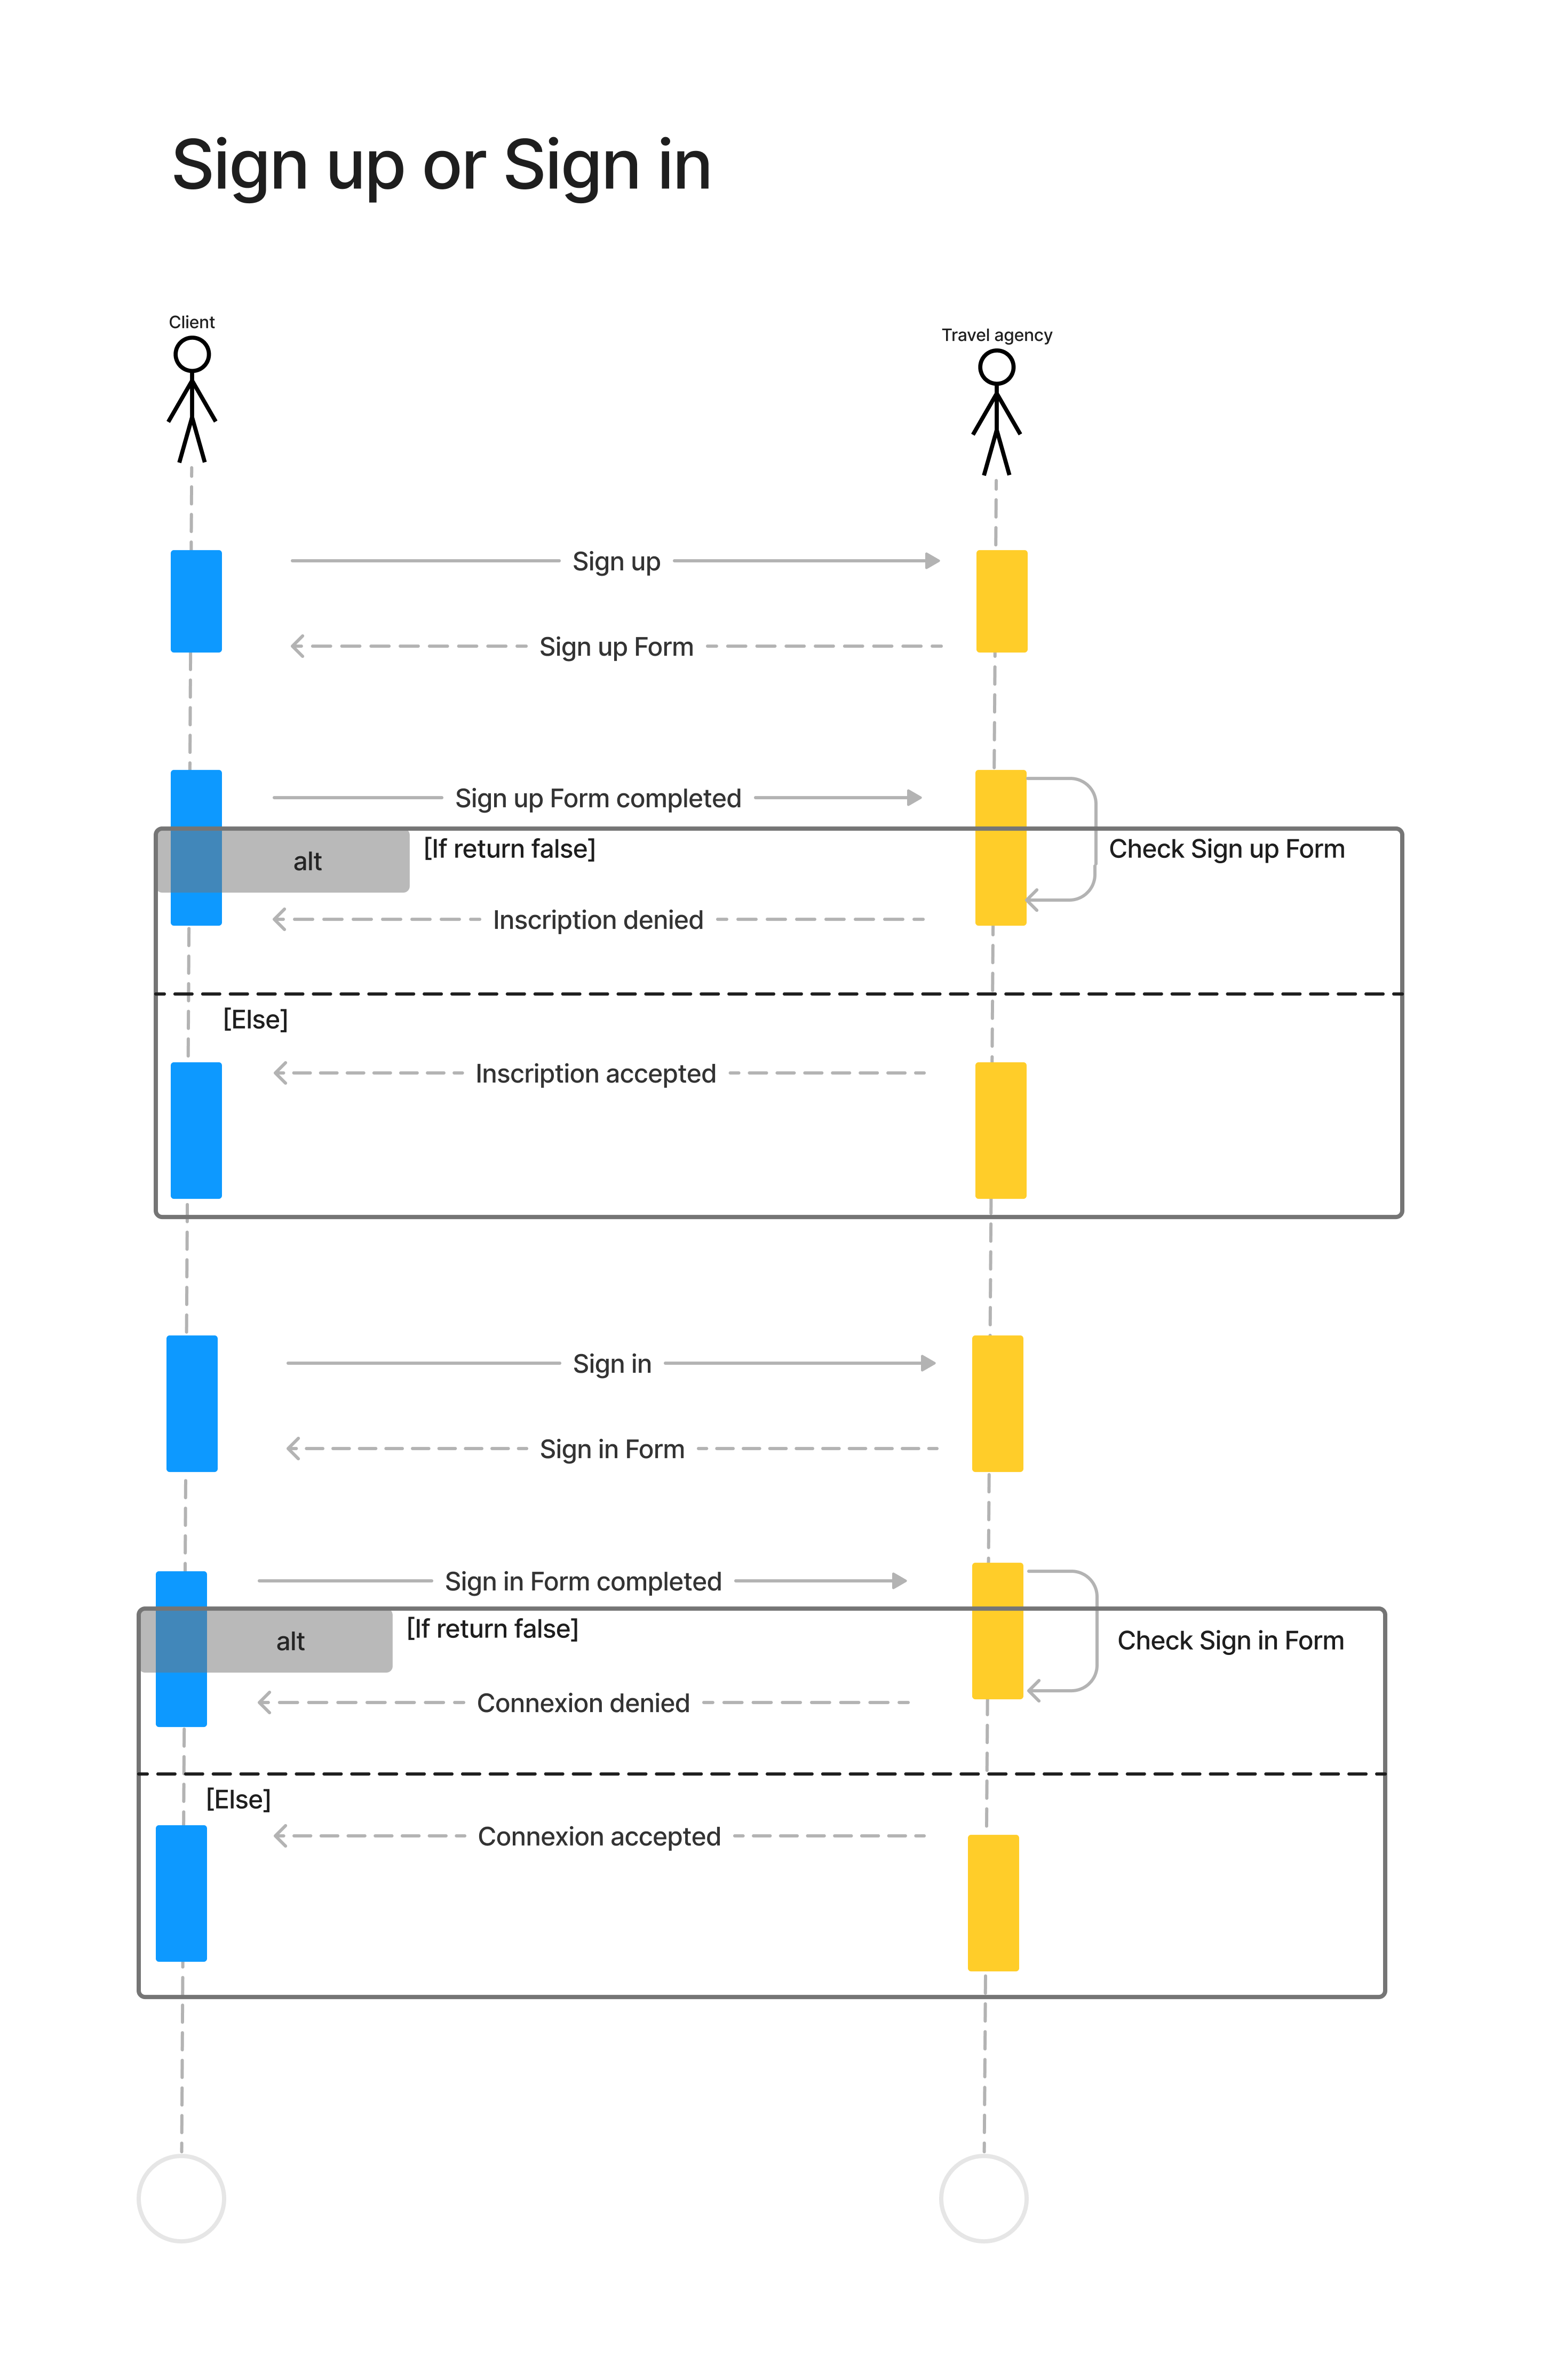 Sign up or Sign in
Client
Travel agency
Sign up
Sign up Form
Sign up Form completed
alt
[If return false]
Check Sign up Form
Inscription denied
[Else]
Inscription accepted
Sign in
Sign in Form
Sign in Form completed
alt
[If return false]
Check Sign in Form
Connexion denied
[Else]
Connexion accepted